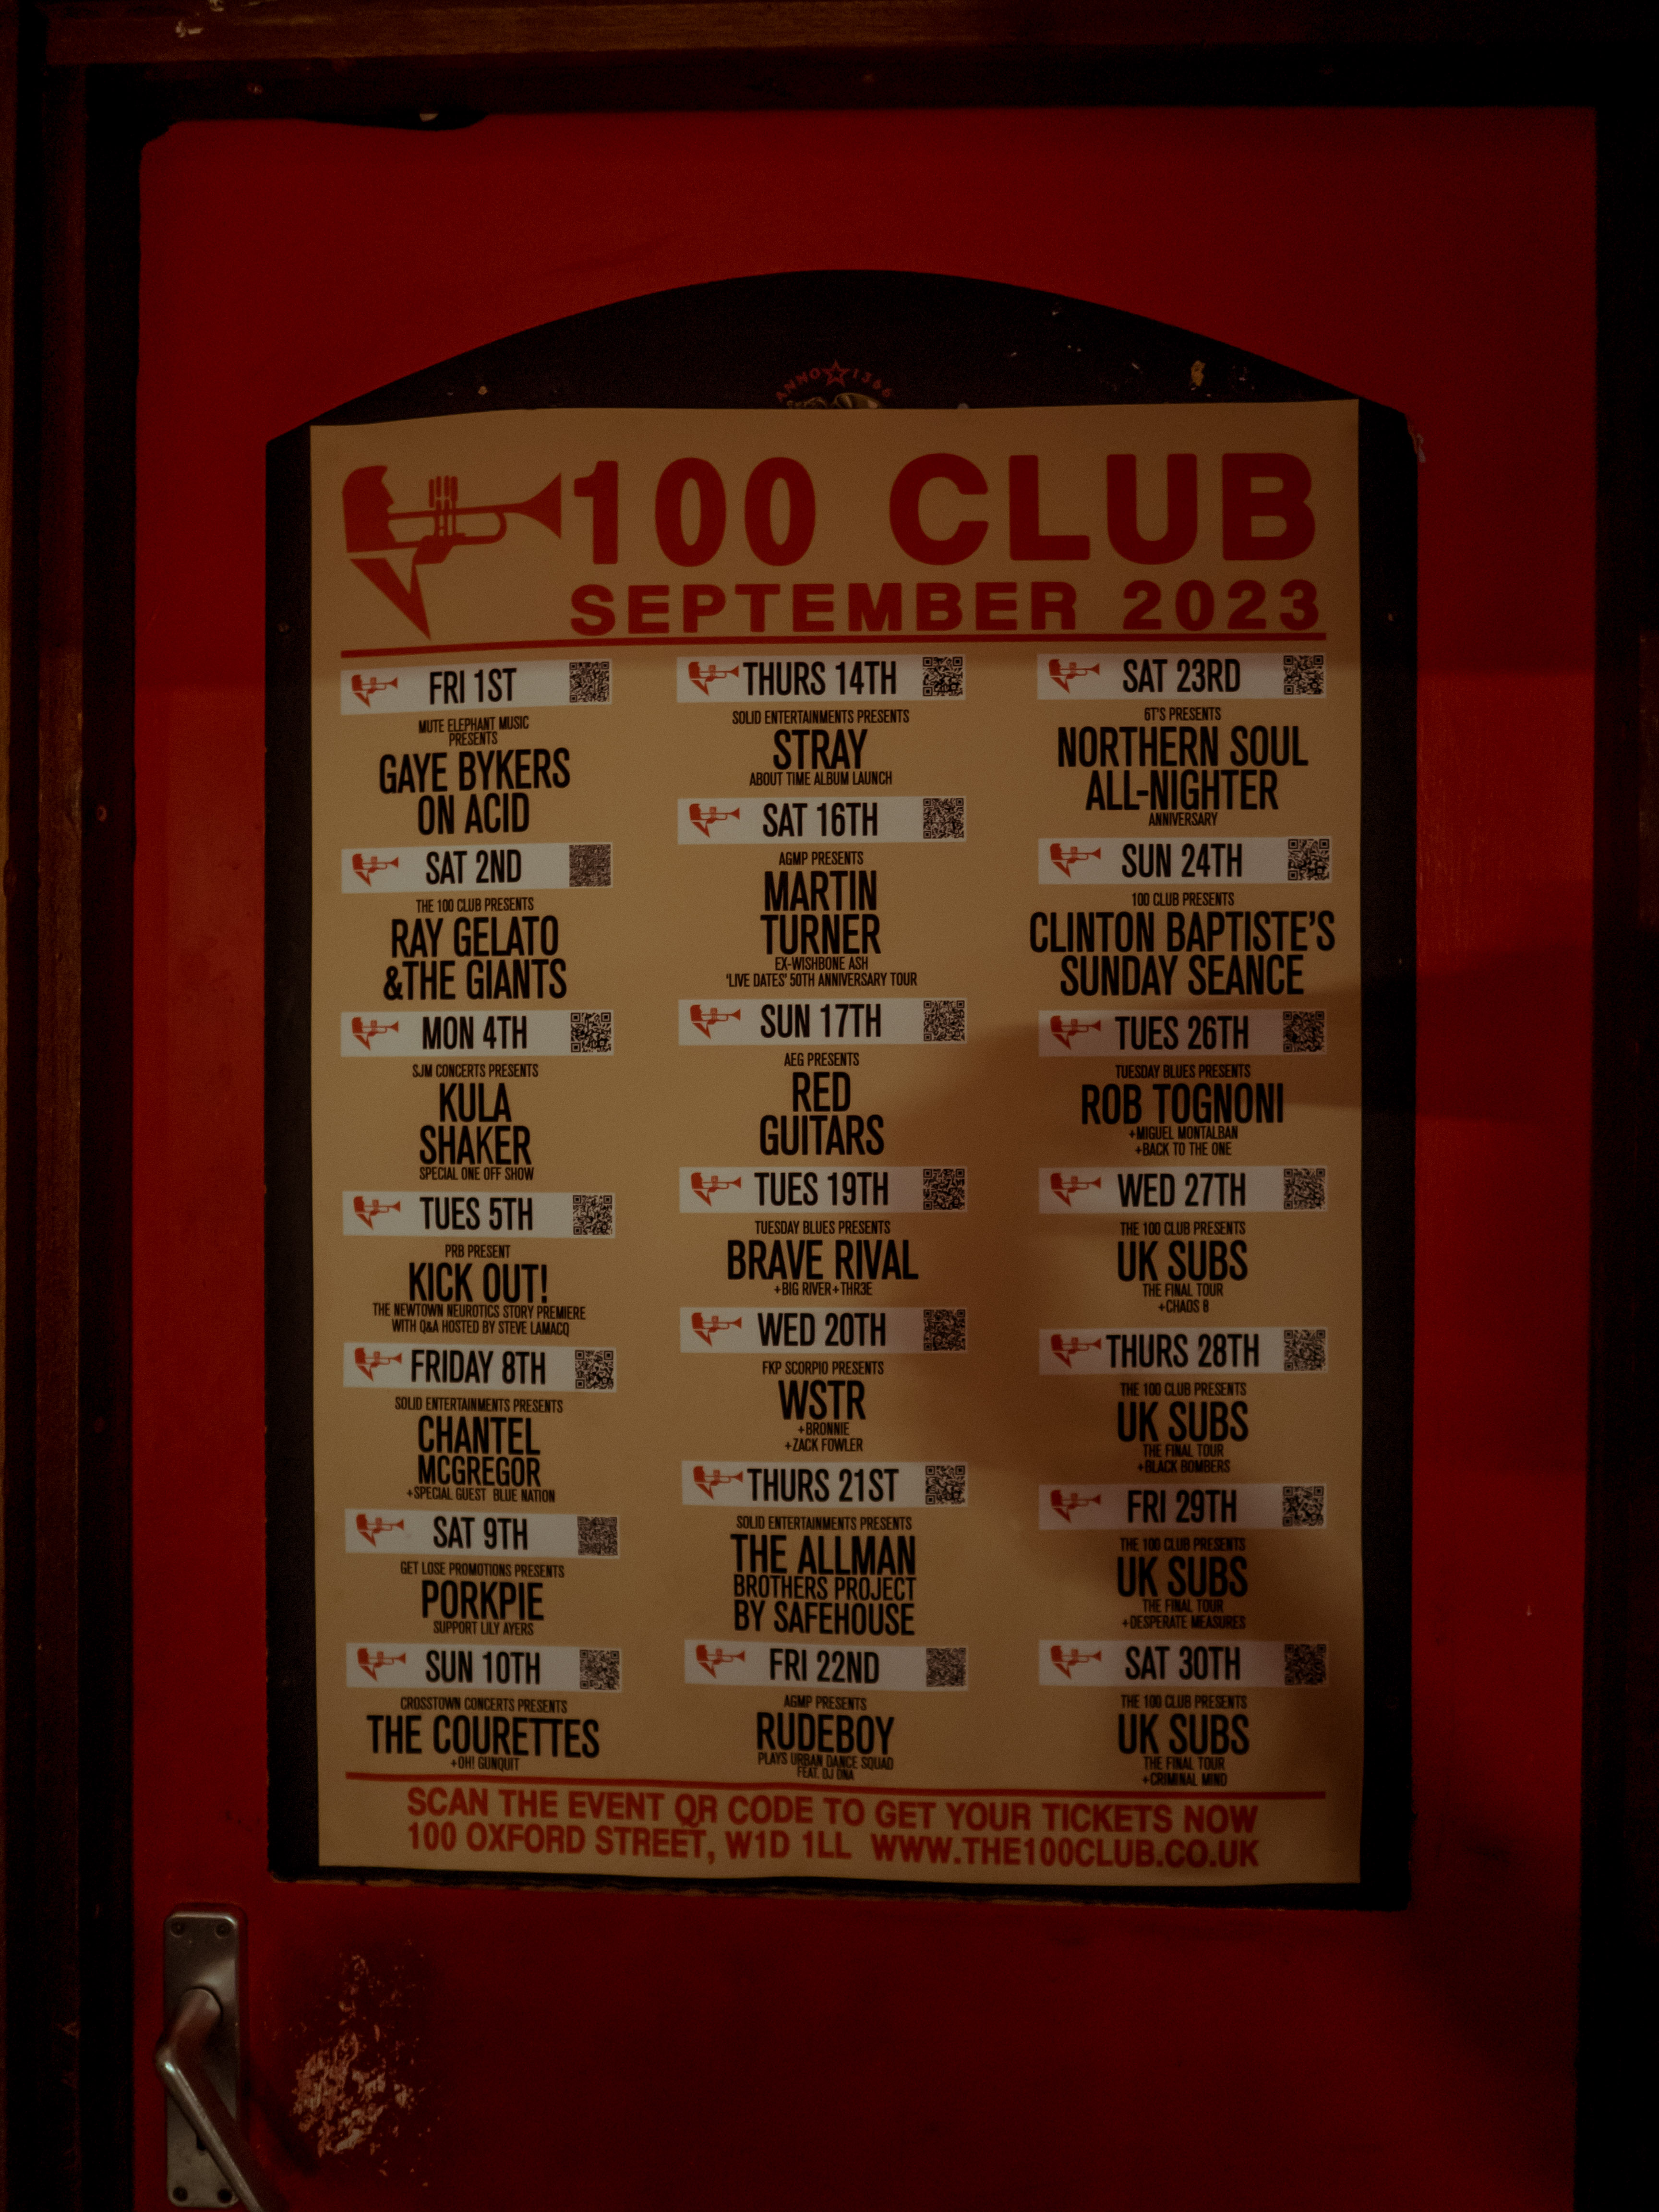 ANNO 1366
100 CLUB
SEPTEMBER 2023
FRI 1ST
MUTE ELEPHANT MUSIC
PRESENTS
GAYE BYKERS
ON ACID
SAT 2ND
THE 100 CLUB PRESENTS
RAY GELATO
&THE GIANTS
MON 4TH
SJM CONCERTS PRESENTS
KULA
SHAKER
SPECIAL ONE OFF SHOW
TUES 5TH
PRB PRESENT
KICK OUT!
THE NEWTOWN NEUROTICS STORY PREMIERE
WITH Q&A HOSTED BY STEVE LAMACQ
FRIDAY 8TH
SOLID ENTERTAINMENTS PRESENTS
CHANTEL
MCGREGOR
+SPECIAL GUEST BLUE NATION
SAT 9TH
GET LOSE PROMOTIONS PRESENTS
PORKPIE
SUPPORT LILY AYERS
SUN 10TH
CROSSTOWN CONCERTS PRESENTS
THE COURETTES
+OH! GUNQUIT
THURS 14TH
SOLID ENTERTAINMENTS PRESENTS
STRAY
ABOUT TIME ALBUM LAUNCH
SAT 16TH
AGMP PRESENTS
MARTIN
TURNER
EX-WISHBONE ASH
'LIVE DATES' 50TH ANNIVERSARY TOUR
SUN 17TH
AEG PRESENTS
RED
GUITARS
TUES 19TH
TUESDAY BLUES PRESENTS
BRAVE RIVAL
+BIG RIVER+THR3E
WED 20TH
FKP SCORPIO PRESENTS
WSTR
+BRONNIE
+ZACK FOWLER
THURS 21ST
SOLID ENTERTAINMENTS PRESENTS
THE ALLMAN
BROTHERS PROJECT
BY SAFEHOUSE
FRI 22ND
AGMP PRESENTS
RUDEBOY
PLAYS URBAN DANCE SQUAD
FEAT. DJ DNA
SAT 23RD
6T'S PRESENTS
NORTHERN SOUL
ALL-NIGHTER
ANNIVERSARY
SUN 24TH
100 CLUB PRESENTS
CLINTON BAPTISTE'S
SUNDAY SEANCE
TUES 26TH
TUESDAY BLUES PRESENTS
ROB TOGNONI
+MIGUEL MONTALBAN
+BACK TO THE ONE
WED 27TH
THE 100 CLUB PRESENTS
UK SUBS
THE FINAL TOUR
+CHAOS 8
THURS 28TH
THE 100 CLUB PRESENTS
UK SUBS
THE FINAL TOUR
+BLACK BOMBERS
FRI 29TH
THE 100 CLUB PRESENTS
UK SUBS
THE FINAL TOUR
+DESPERATE MEASURES
SAT 30TH
THE 100 CLUB PRESENTS
UK SUBS
THE FINAL TOUR
+CRIMINAL MIND
SCAN THE EVENT QR CODE TO GET YOUR TICKETS NOW
100 OXFORD STREET, W1D 1LL WWW.THE100CLUB.CO.UK